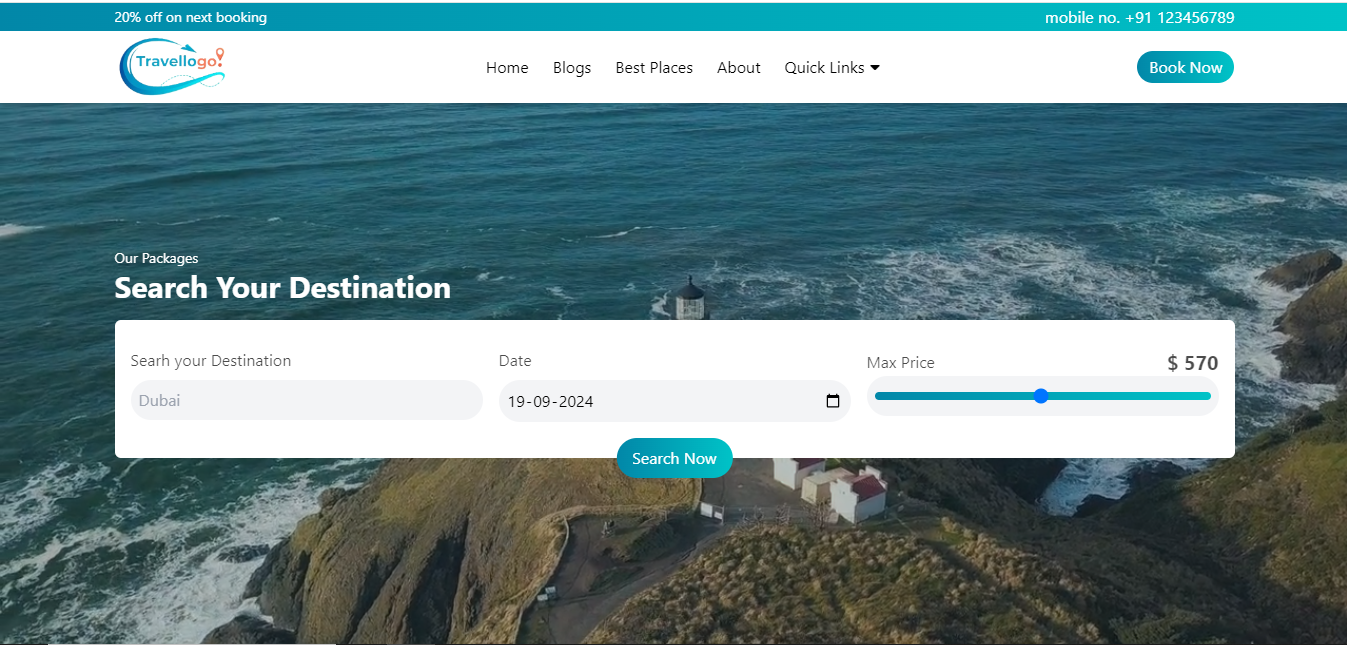 20% off on next booking
mobile no. +91 123456789
Travellogo!
Home
Blogs
Best Places
About
Quick Links
Book Now
Our Packages
Search Your Destination
Searh your Destination
Date
Max Price
$ 570
Dubai
19-09-2024
Search Now